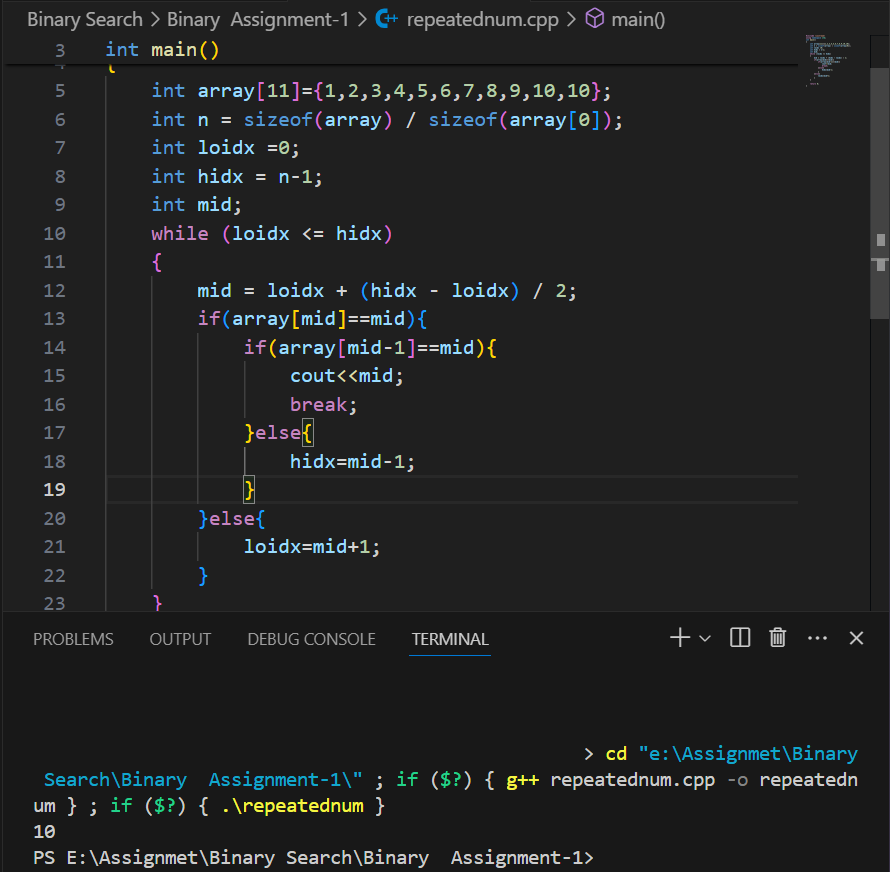 Binary Search > Binary  Assignment-1 > repeatednum.cpp > main()
3 int main()
4 {
5 int array[11]={1,2,3,4,5,6,7,8,9,10,10};
6 int n = sizeof(array) / sizeof(array[0]);
7 int loidx =0;
8 int hidx = n-1;
9 int mid;
10 while (loidx <= hidx)
11 {
12 mid = loidx + (hidx - loidx) / 2;
13 if(array[mid]==mid){
14 if(array[mid-1]==mid){
15 cout<<mid;
16 break;
17 }else{
18 hidx=mid-1;
19 }
20 }else{
21 loidx=mid+1;
22 }
23 }
PROBLEMS OUTPUT DEBUG CONSOLE TERMINAL
> cd "e:\Assignmet\Binary
Search\Binary  Assignment-1\" ; if ($?) { g++ repeatednum.cpp -o repeatedn
um } ; if ($?) { .\repeatednum }
10
PS E:\Assignmet\Binary Search\Binary  Assignment-1>